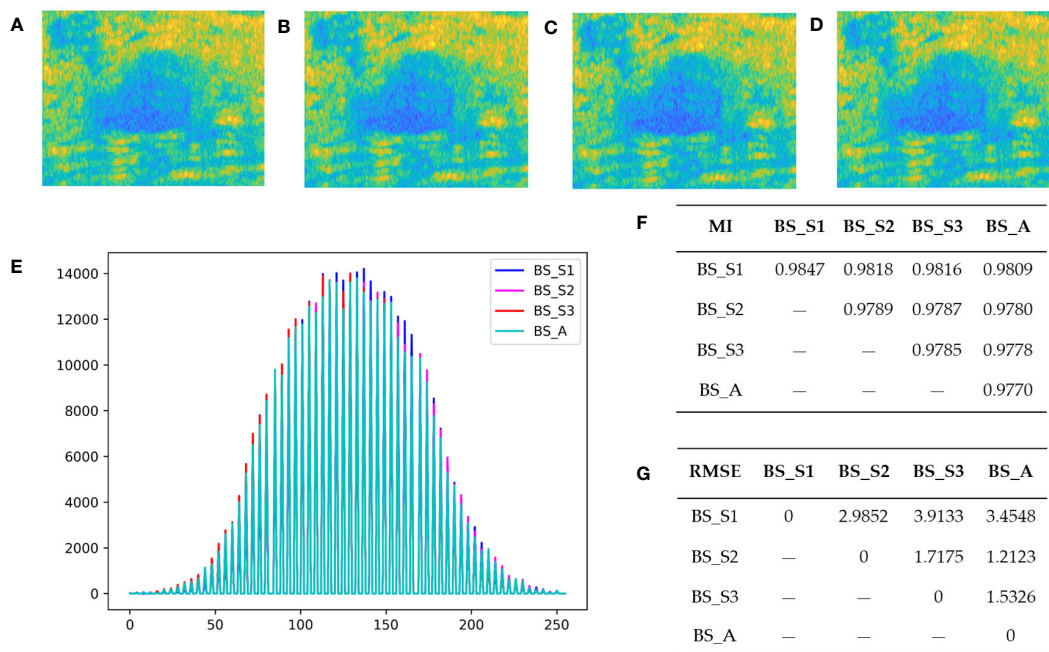 A
B
C
D
E
14000
12000
10000
8000
6000
4000
2000
0
0 50 100 150 200 250
BS_S1
BS_S2
BS_S3
BS_A
F
MI BS_S1 BS_S2 BS_S3 BS_A
BS_S1 0.9847 0.9818 0.9816 0.9809
BS_S2 — 0.9789 0.9787 0.9780
BS_S3 — — 0.9785 0.9778
BS_A — — — 0.9770
G
RMSE BS_S1 BS_S2 BS_S3 BS_A
BS_S1 0 2.9852 3.9133 3.4548
BS_S2 — 0 1.7175 1.2123
BS_S3 — — 0 1.5326
BS_A — — — 0